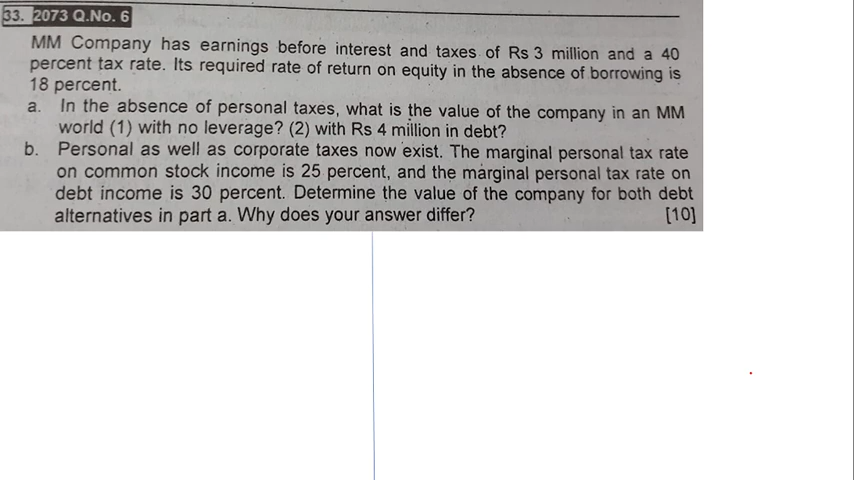 33. 2073 Q.No. 6
MM Company has earnings before interest and taxes of Rs 3 million and a 40
percent tax rate. Its required rate of return on equity in the absence of borrowing is
18 percent.
a. In the absence of personal taxes, what is the value of the company in an MM
world (1) with no leverage? (2) with Rs 4 million in debt?
b. Personal as well as corporate taxes now exist. The marginal personal tax rate
on common stock income is 25 percent, and the marginal personal tax rate on
debt income is 30 percent. Determine the value of the company for both debt
alternatives in part a. Why does your answer differ? [10]